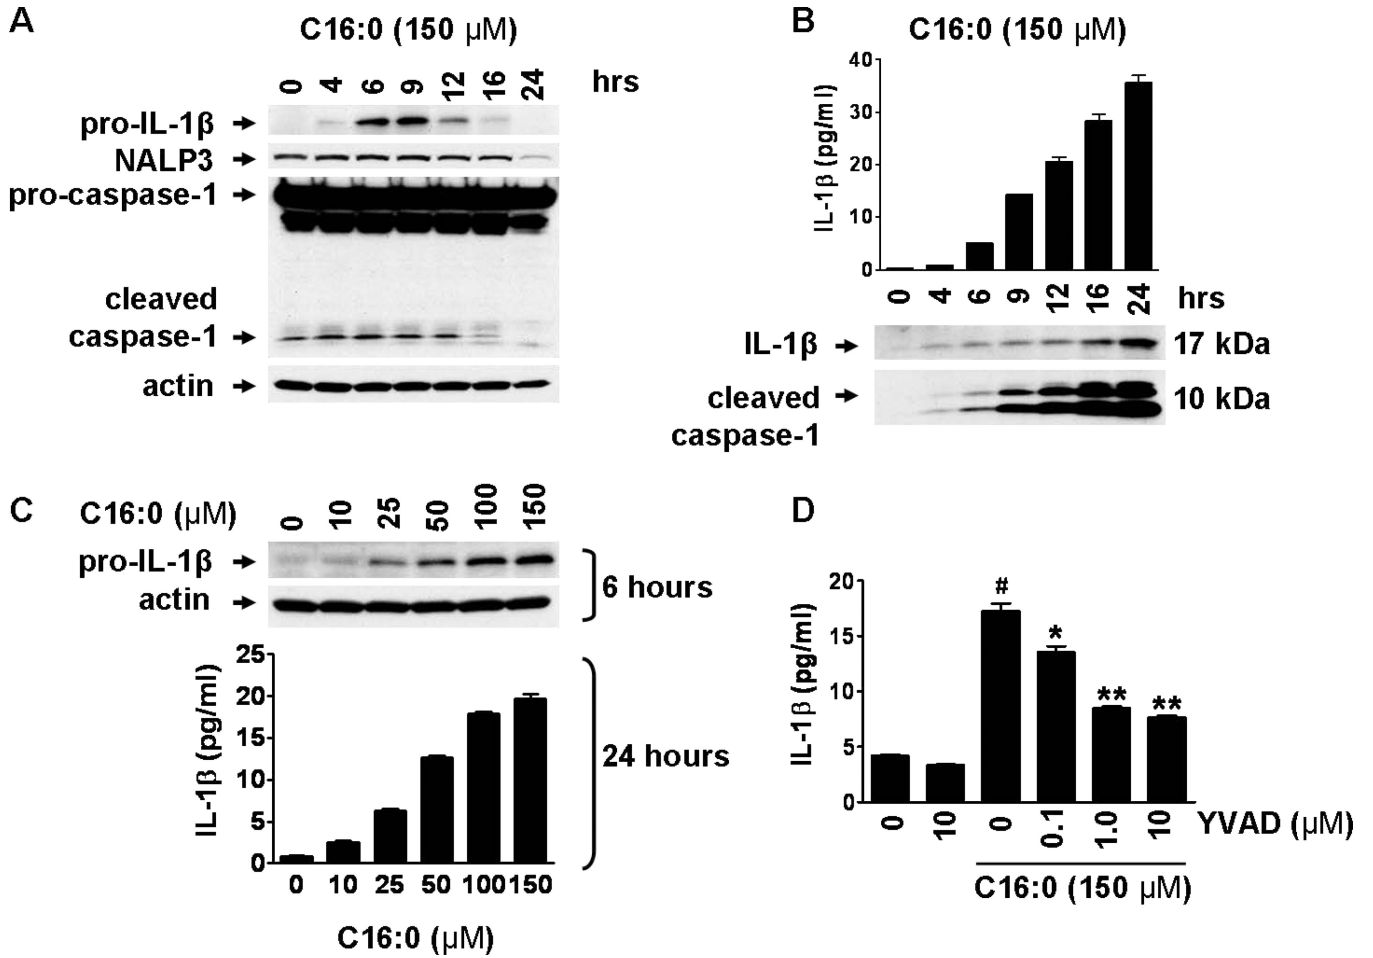 A
C16:0 (150 µM)
0 4 6 9 12 16 24 hrs
pro-IL-1β
NALP3
pro-caspase-1
cleaved
caspase-1
actin
B
C16:0 (150 µM)
IL-1β (pg/ml)
40
30
20
10
0
0 4 6 9 12 16 24 hrs
IL-1β 17 kDa
cleaved 10 kDa
caspase-1
C
C16:0 (µM) 0 10 25 50 100 150
pro-IL-1β
actin
6 hours
IL-1β (pg/ml)
25
20
15
10
5
0
0 10 25 50 100 150
C16:0 (µM)
24 hours
D
IL-1β (pg/ml)
20
15
10
5
0
# * ** **
0 10 0 0.1 1.0 10 YVAD (µM)
C16:0 (150 µM)